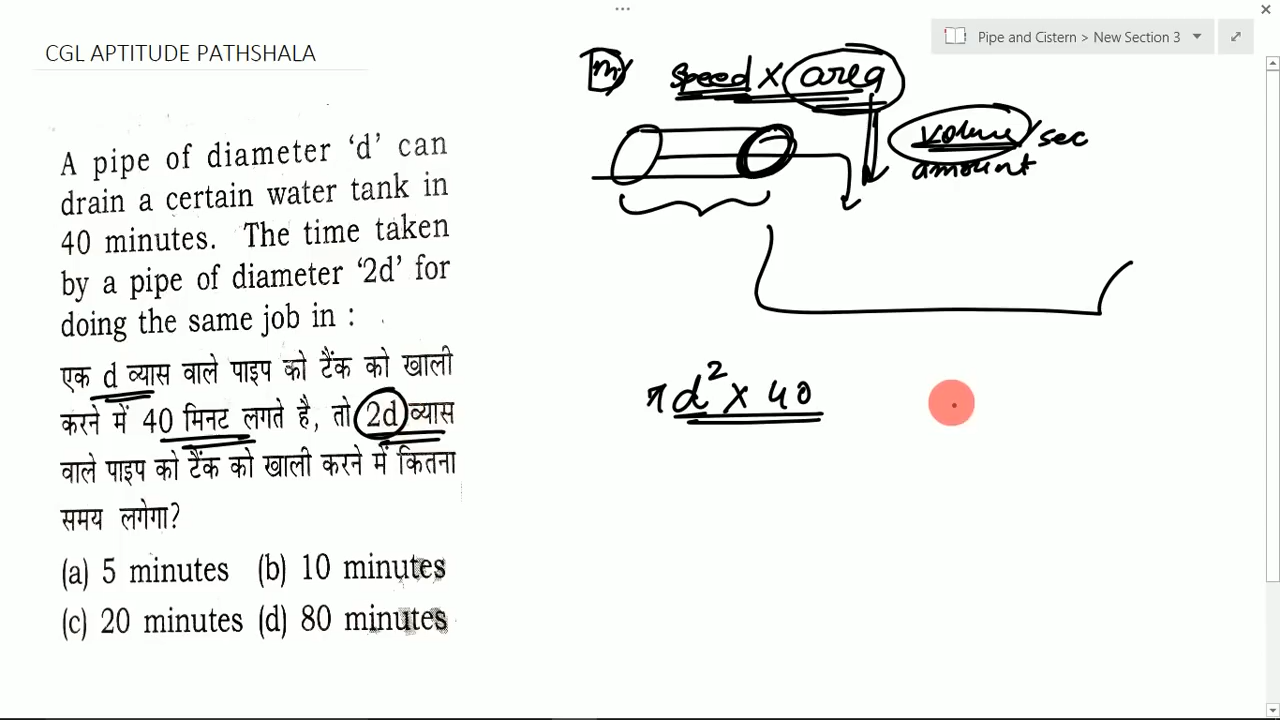 CGL APTITUDE PATHSHALA
Pipe and Cistern > New Section 3
speed × area
volume/sec
amount
A pipe of diameter ‘d’ can
drain a certain water tank in
40 minutes. The time taken
by a pipe of diameter ‘2d’ for
doing the same job in :
एक d व्यास वाले पाइप को टैंक को खाली
करने में 40 मिनट लगते है, तो 2d व्यास
वाले पाइप को टैंक को खाली करने में कितना
समय लगेगा?
(a) 5 minutes (b) 10 minutes
(c) 20 minutes (d) 80 minutes
πd² × 40